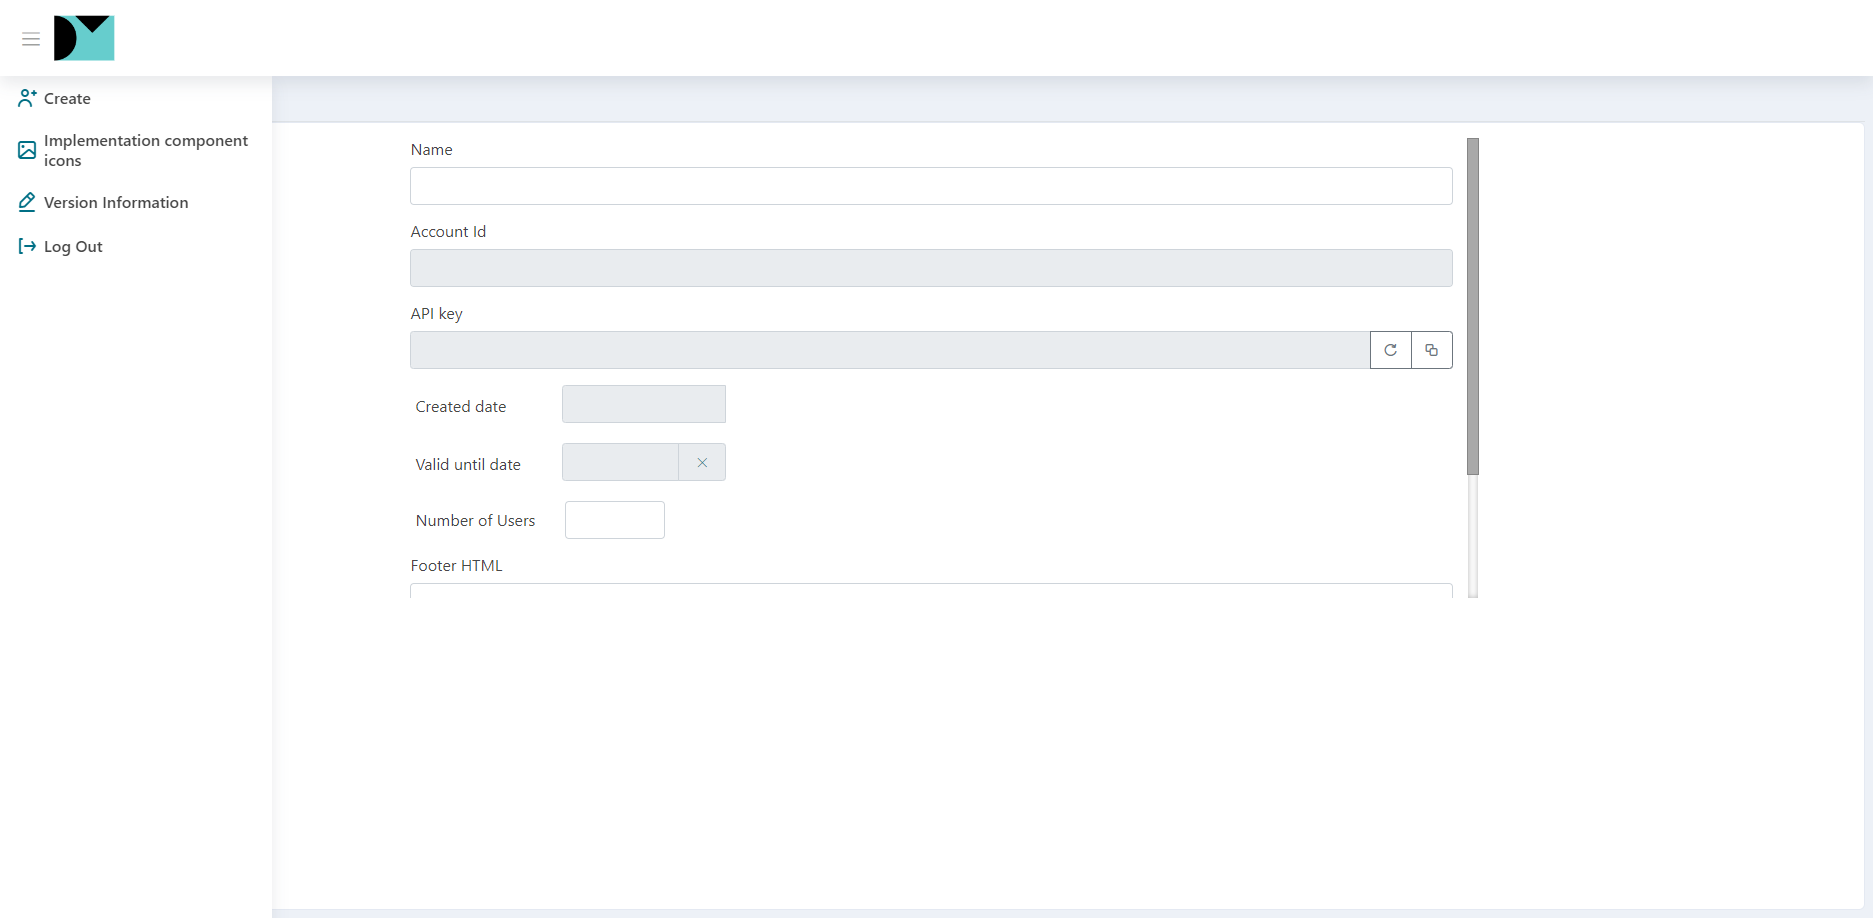 Create
Implementation component
icons
Version Information
Log Out
Name
Account Id
API key
Created date
Valid until date
Number of Users
Footer HTML